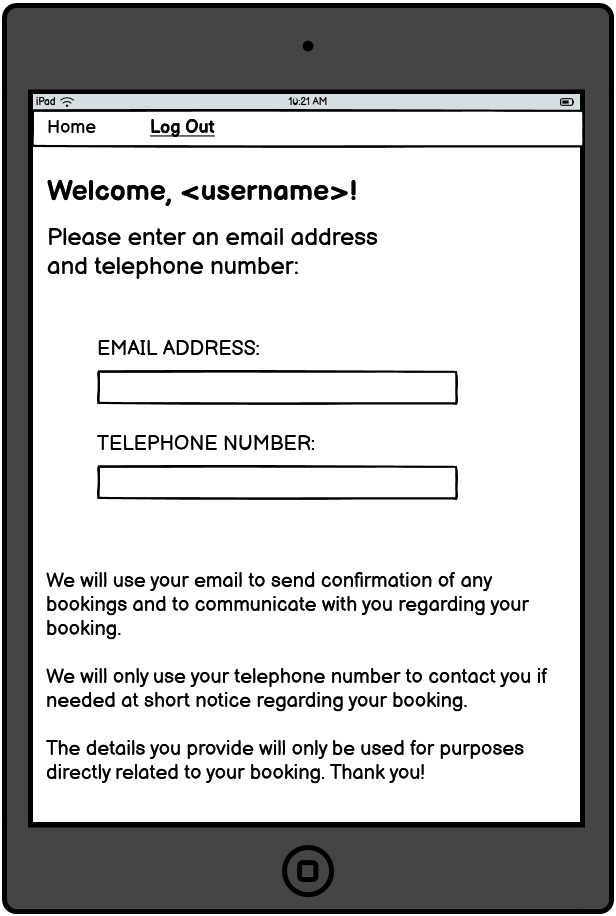 iPad 10:21 AM
Home Log Out
Welcome, <username>!
Please enter an email address
and telephone number:
EMAIL ADDRESS:
TELEPHONE NUMBER:
We will use your email to send confirmation of any
bookings and to communicate with you regarding your
booking.
We will only use your telephone number to contact you if
needed at short notice regarding your booking.
The details you provide will only be used for purposes
directly related to your booking. Thank you!